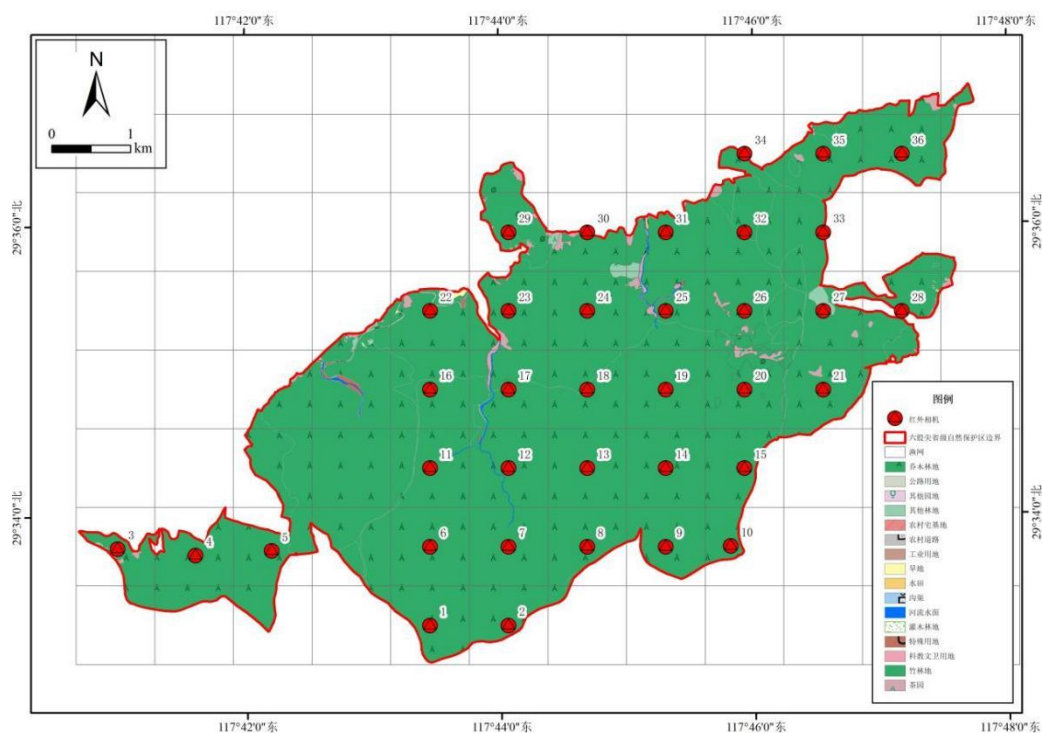 117°42'0"东 117°44'0"东 117°46'0"东 117°48'0"东
N
0 1
km
34 35 36
29 30 31 32 33
29°36'0"北 29°36'0"北
22 23 24 25 26 27 28
16 17 18 19 20 21
11 12 13 14 15
29°34'0"北 29°34'0"北
3 4 5 6 7 8 9 10
1 2
图例
红外相机
六股尖省级自然保护区边界
渔网
乔木林地
公路用地
其他园地
其他林地
农村宅基地
农村道路
工业用地
旱地
水田
沟渠
河流水面
灌木林地
特殊用地
科教文卫用地
竹林地
茶园
117°42'0"东 117°44'0"东 117°46'0"东 117°48'0"东